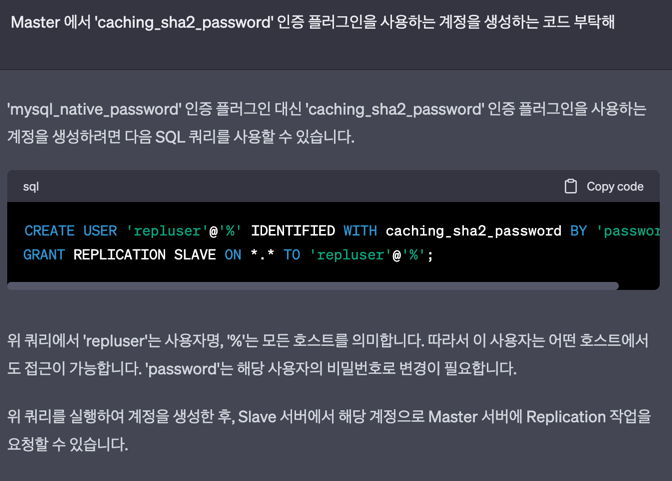 Master 에서 'caching_sha2_password' 인증 플러그인을 사용하는 계정을 생성하는 코드 부탁해
'mysql_native_password' 인증 플러그인 대신 'caching_sha2_password' 인증 플러그인을 사용하는
계정을 생성하려면 다음 SQL 쿼리를 사용할 수 있습니다.
sql
Copy code
CREATE USER 'repluser'@'%' IDENTIFIED WITH caching_sha2_password BY 'passwor
GRANT REPLICATION SLAVE ON *.* TO 'repluser'@'%';
위 쿼리에서 'repluser'는 사용자명, '%'는 모든 호스트를 의미합니다. 따라서 이 사용자는 어떤 호스트에서
도 접근이 가능합니다. 'password'는 해당 사용자의 비밀번호로 변경이 필요합니다.
위 쿼리를 실행하여 계정을 생성한 후, Slave 서버에서 해당 계정으로 Master 서버에 Replication 작업을
요청할 수 있습니다.